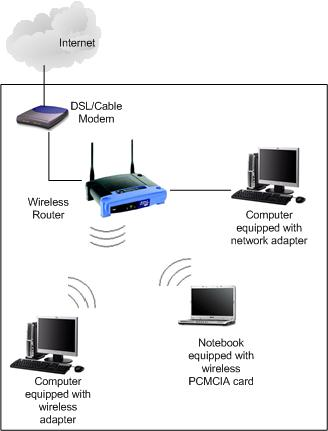 Internet
DSL/Cable
Modem
Wireless
Router
Computer
equipped with
network adapter
Notebook
equipped with
wireless
PCMCIA card
Computer
equipped with
wireless
adapter